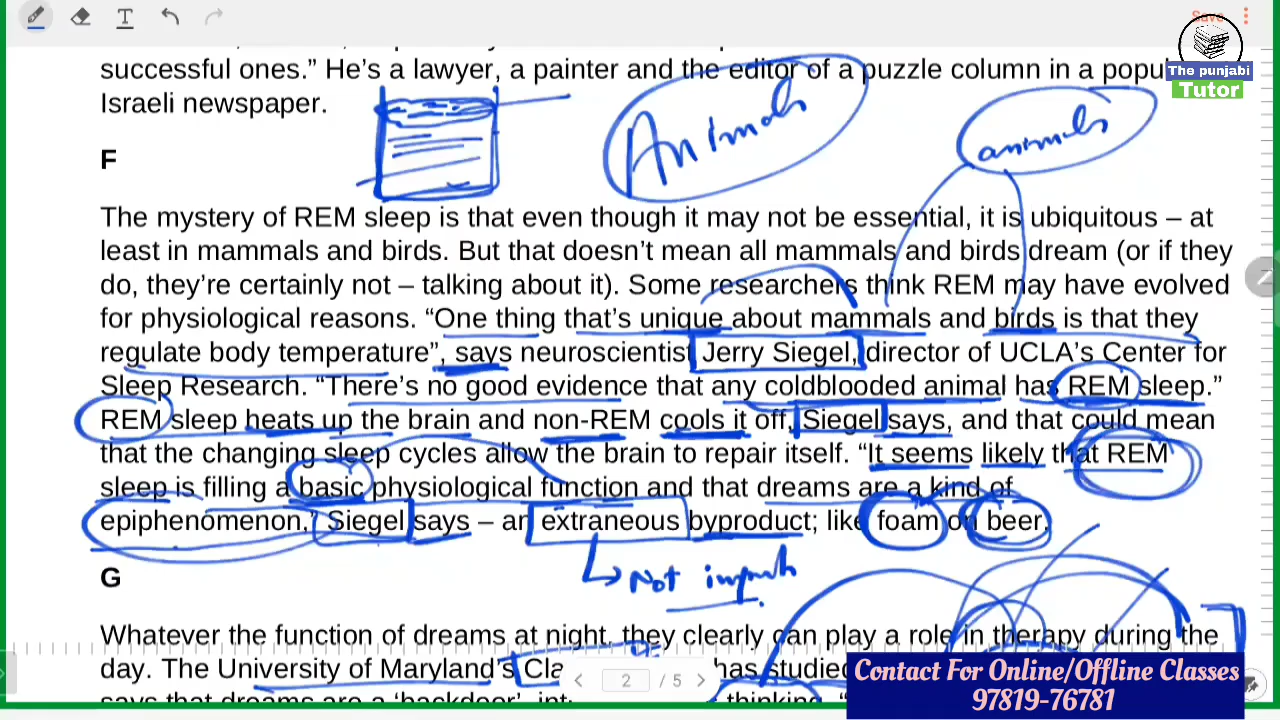 Save
The punjabi
Tutor
successful ones.” He’s a lawyer, a painter and the editor of a puzzle column in a popu
Israeli newspaper.
Animals
animals
F
The mystery of REM sleep is that even though it may not be essential, it is ubiquitous – at
least in mammals and birds. But that doesn’t mean all mammals and birds dream (or if they
do, they’re certainly not – talking about it). Some researchers think REM may have evolved
for physiological reasons. “One thing that’s unique about mammals and birds is that they
regulate body temperature”, says neuroscientist Jerry Siegel, director of UCLA’s Center for
Sleep Research. “There’s no good evidence that any coldblooded animal has REM sleep.”
REM sleep heats up the brain and non-REM cools it off, Siegel says, and that could mean
that the changing sleep cycles allow the brain to repair itself. “It seems likely that REM
sleep is filling a basic physiological function and that dreams are a kind of
epiphenomenon.” Siegel says – an extraneous byproduct; like foam on beer.
Not
G
Whatever the function of dreams at night, they clearly can play a role in therapy during the
day. The University of Maryland’s Cla has studied
says that dreams are a ‘backdoor’ thinking.
2 / 5
Contact For Online/Offline Classes
97819-76781